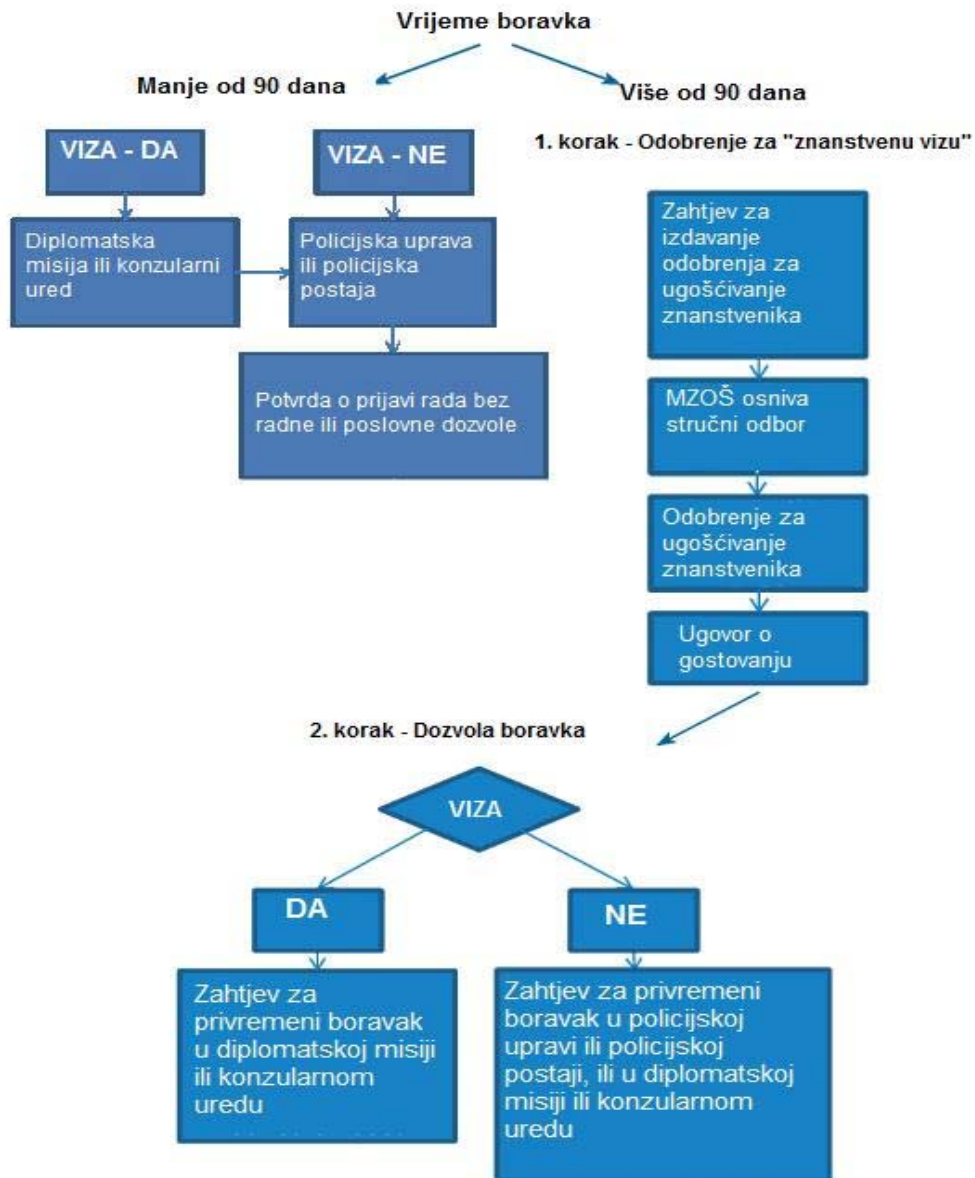 Vrijeme boravka
Manje od 90 dana
VIZA - DA
Diplomatska
misija ili konzularni
ured
VIZA - NE
Policijska uprava
ili policijska
postaja
Potvrda o prijavi rada bez
radne ili poslovne dozvole
Više od 90 dana
1. korak - Odobrenje za "znanstvenu vizu"
Zahtjev za
izdavanje
odobrenja za
ugošćivanje
znanstvenika
MZOŠ osniva
stručni odbor
Odobrenje za
ugošćivanje
znanstvenika
Ugovor o
gostovanju
2. korak - Dozvola boravka
VIZA
DA
Zahtjev za
privremeni boravak
u diplomatskoj misiji
ili konzularnom
uredu
NE
Zahtjev za privremeni
boravak u policijskoj
upravi ili policijskoj
postaji, ili u diplomatskoj
misiji ili konzularnom
uredu